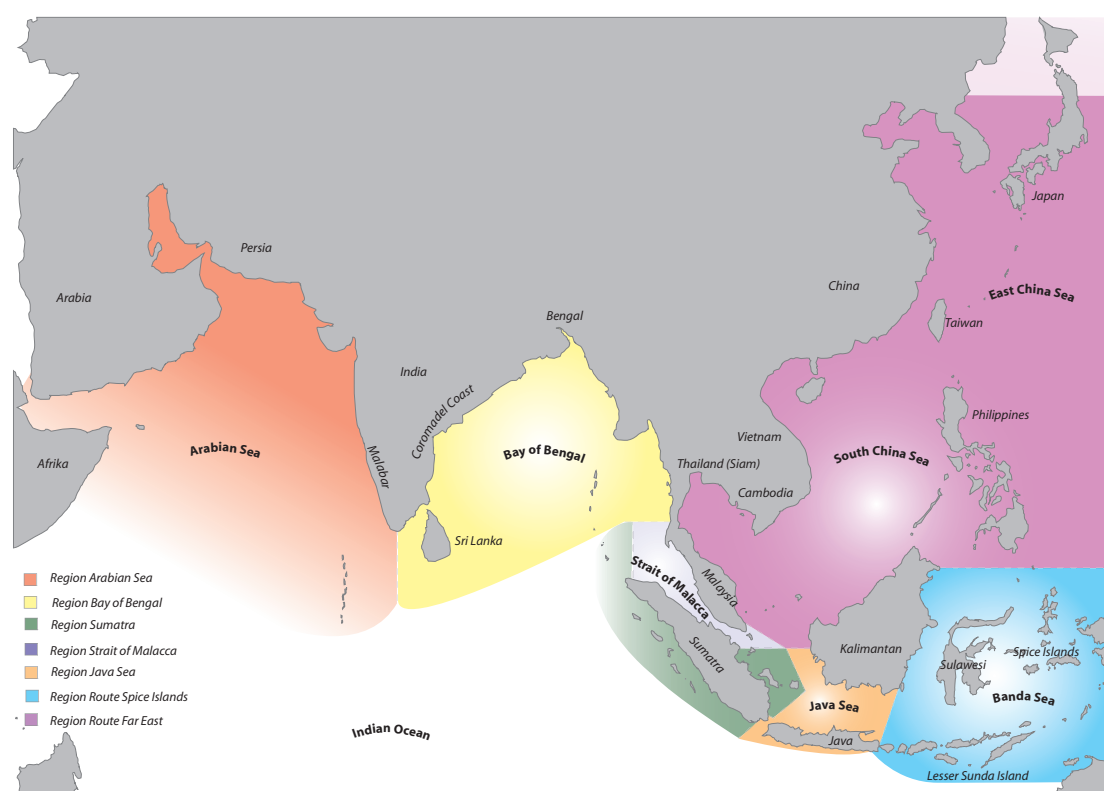 Japan
Persia
East China Sea
China
Arabia
Bengal
Taiwan
India
Coromadel Coast
Philippines
Vietnam
Arabian Sea
Bay of Bengal
South China Sea
Malabar
Afrika
Thailand (Siam)
Cambodia
Sri Lanka
Strait of Malacca
Malaysia
Sumatra
Kalimantan
Sulawesi
Spice Islands
Banda Sea
Java Sea
Java
Lesser Sunda Island
Indian Ocean
Region Arabian Sea
Region Bay of Bengal
Region Sumatra
Region Strait of Malacca
Region Java Sea
Region Route Spice Islands
Region Route Far East